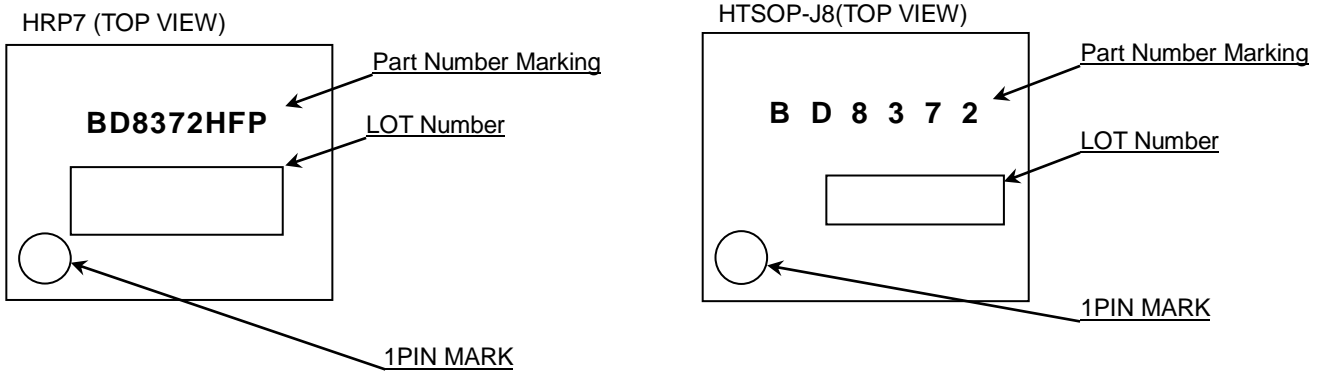 HRP7 (TOP VIEW)
Part Number Marking
BD8372HFP
LOT Number
1PIN MARK
HTSOP-J8(TOP VIEW)
Part Number Marking
B D 8 3 7 2
LOT Number
1PIN MARK